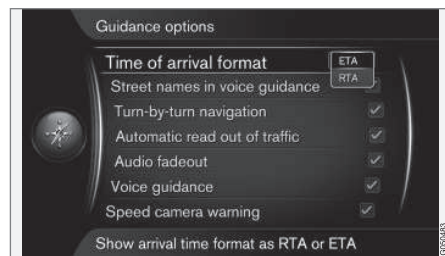 Guidance options
Time of arrival format
ETA
RTA
Street names in voice guidance
Turn-by-turn navigation
Automatic read out of traffic
Audio fadeout
Voice guidance
Speed camera warning
Show arrival time format as RTA or ETA
G050483